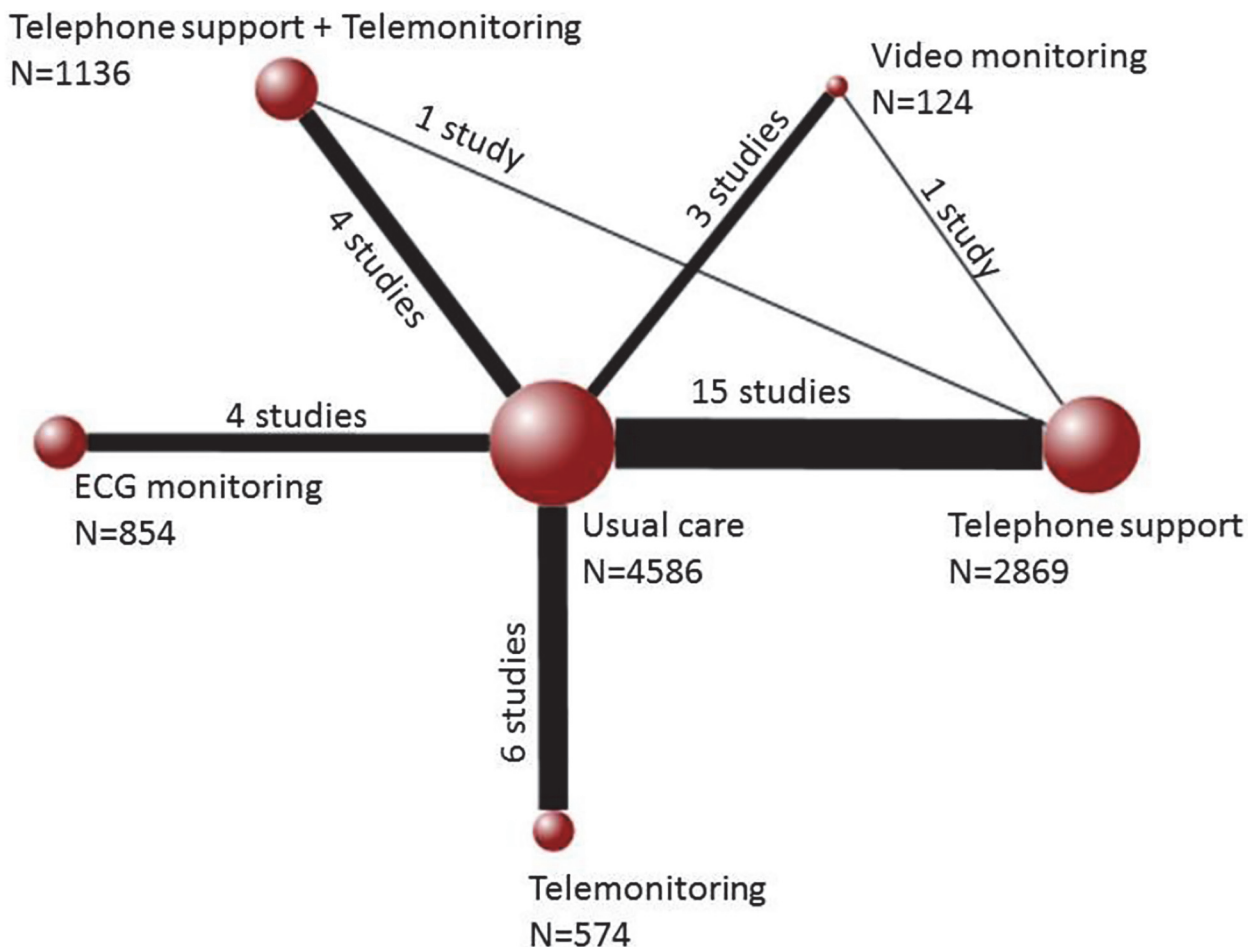 Telephone support + Telemonitoring
N=1136
Video monitoring
N=124
1 study
3 studies
1 study
4 studies
15 studies
4 studies
ECG monitoring
N=854
Usual care
N=4586
Telephone support
N=2869
6 studies
Telemonitoring
N=574